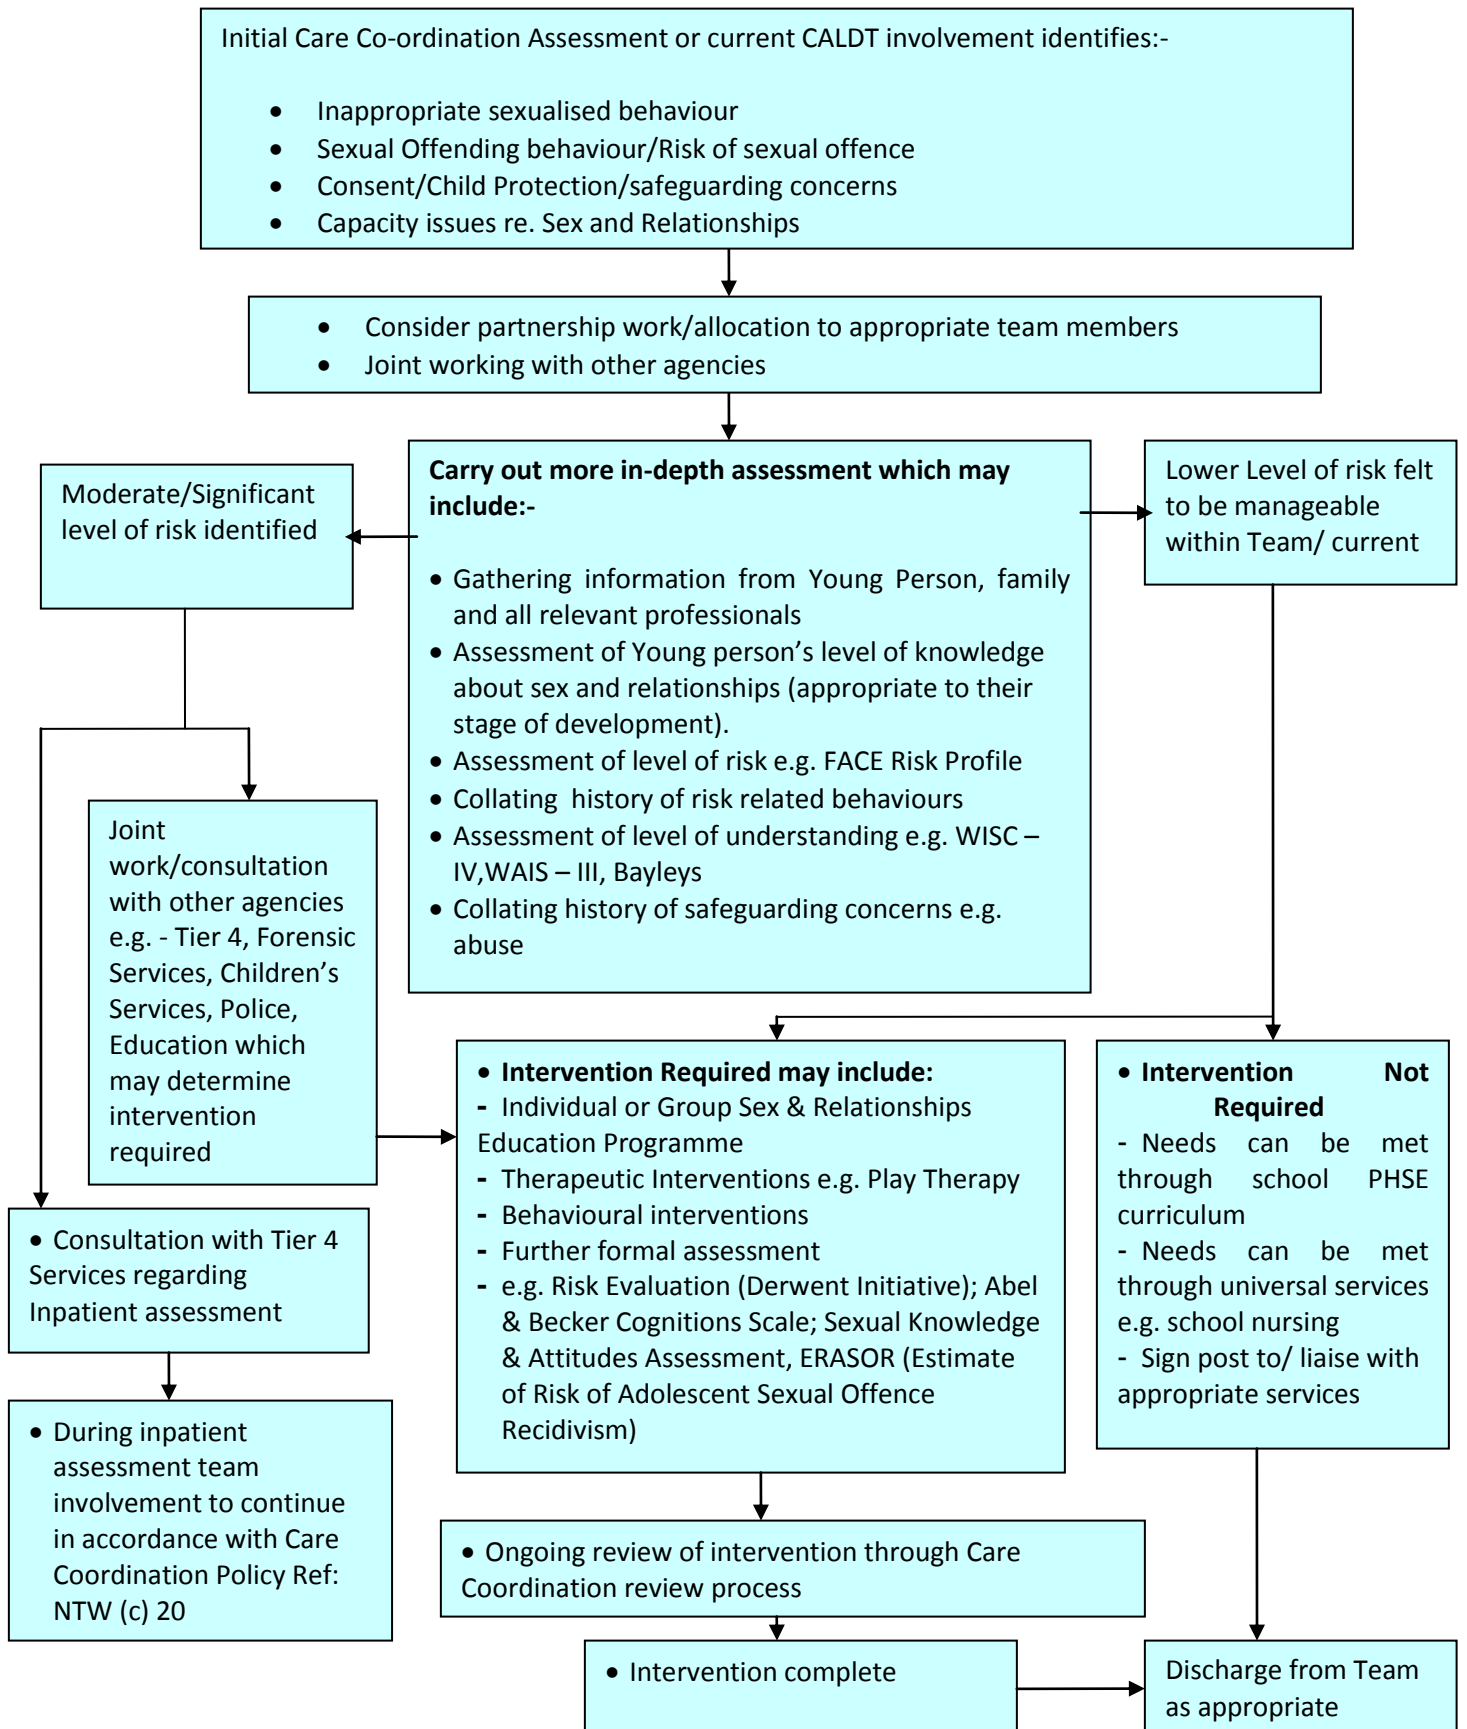 Initial Care Co-ordination Assessment or current CALDT involvement identifies:-
• Inappropriate sexualised behaviour
• Sexual Offending behaviour/Risk of sexual offence
• Consent/Child Protection/safeguarding concerns
• Capacity issues re. Sex and Relationships
• Consider partnership work/allocation to appropriate team members
• Joint working with other agencies
Moderate/Significant
level of risk identified
Carry out more in-depth assessment which may
include:-
• Gathering information from Young Person, family
and all relevant professionals
• Assessment of Young person's level of knowledge
about sex and relationships (appropriate to their
stage of development).
• Assessment of level of risk e.g. FACE Risk Profile
• Collating history of risk related behaviours
• Assessment of level of understanding e.g. WISC –
IV,WAIS – III, Bayleys
• Collating history of safeguarding concerns e.g.
abuse
Lower Level of risk felt
to be manageable
within Team/ current
Joint
work/consultation
with other agencies
e.g. - Tier 4, Forensic
Services, Children's
Services, Police,
Education which
may determine
intervention
required
• Consultation with Tier 4
Services regarding
Inpatient assessment
• During inpatient
assessment team
involvement to continue
in accordance with Care
Coordination Policy Ref:
NTW (c) 20
• Intervention Required may include:
- Individual or Group Sex & Relationships
Education Programme
- Therapeutic Interventions e.g. Play Therapy
- Behavioural interventions
- Further formal assessment
- e.g. Risk Evaluation (Derwent Initiative); Abel
& Becker Cognitions Scale; Sexual Knowledge
& Attitudes Assessment, ERASOR (Estimate
of Risk of Adolescent Sexual Offence
Recidivism)
• Intervention Not
Required
- Needs can be met
through school PHSE
curriculum
- Needs can be met
through universal services
e.g. school nursing
- Sign post to/ liaise with
appropriate services
• Ongoing review of intervention through Care
Coordination review process
• Intervention complete
Discharge from Team
as appropriate